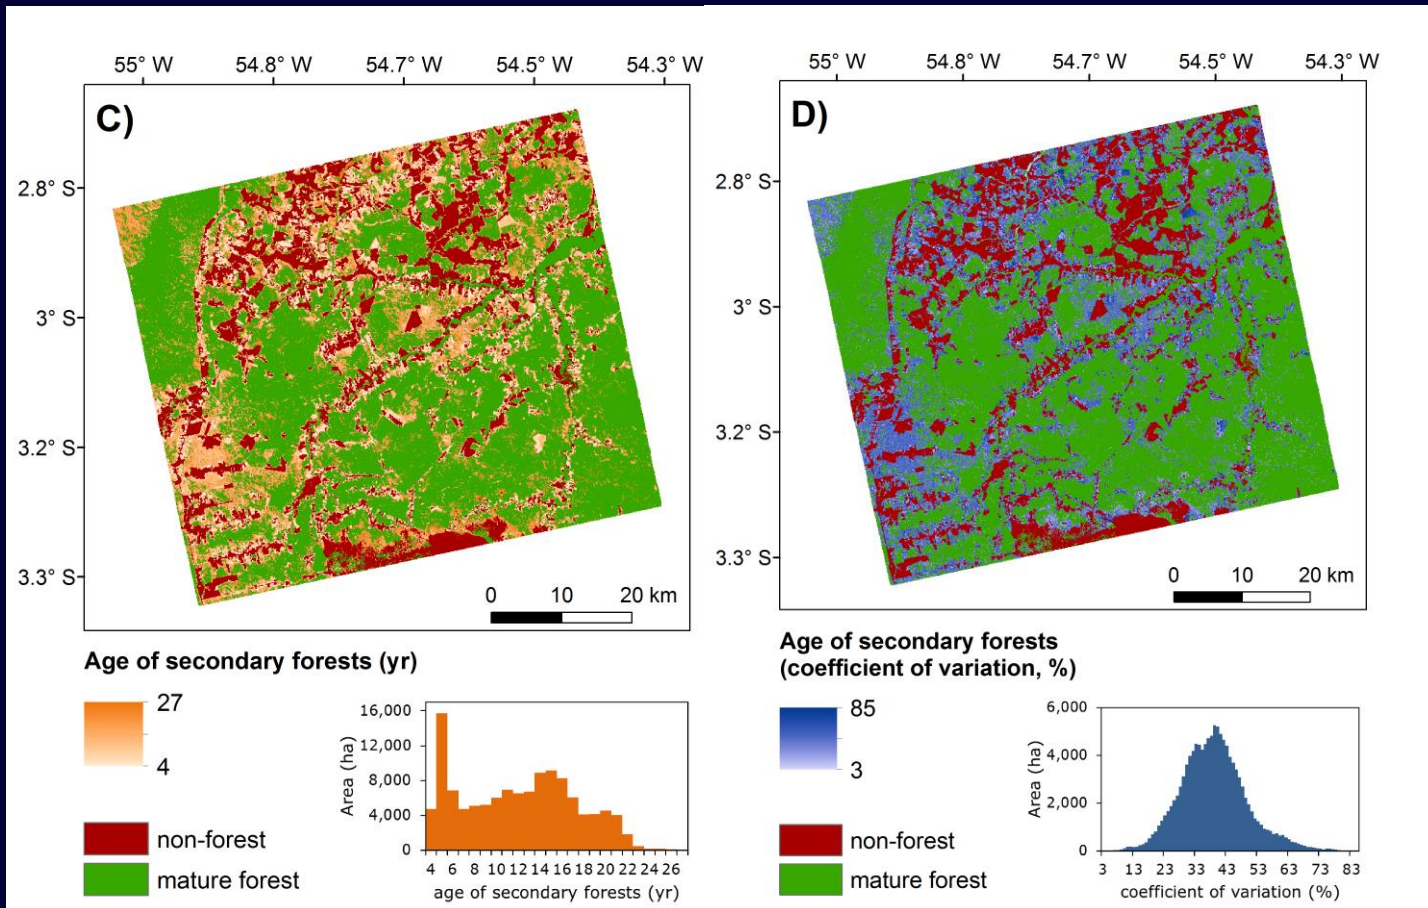 55° W 54.8° W 54.7° W 54.5° W 54.3° W
C)
2.8° S
3° S
3.2° S
3.3° S
0 10 20 km
Age of secondary forests (yr)
27
4
non-forest
mature forest
16,000
12,000
8,000
4,000
0
Area (ha)
4 6 8 10 12 14 16 18 20 22 24 26
age of secondary forests (yr)
55° W 54.8° W 54.7° W 54.5° W 54.3° W
D)
2.8° S
3° S
3.2° S
3.3° S
0 10 20 km
Age of secondary forests
(coefficient of variation, %)
85
3
non-forest
mature forest
6,000
4,000
2,000
0
Area (ha)
3 13 23 33 43 53 63 73 83
coefficient of variation (%)